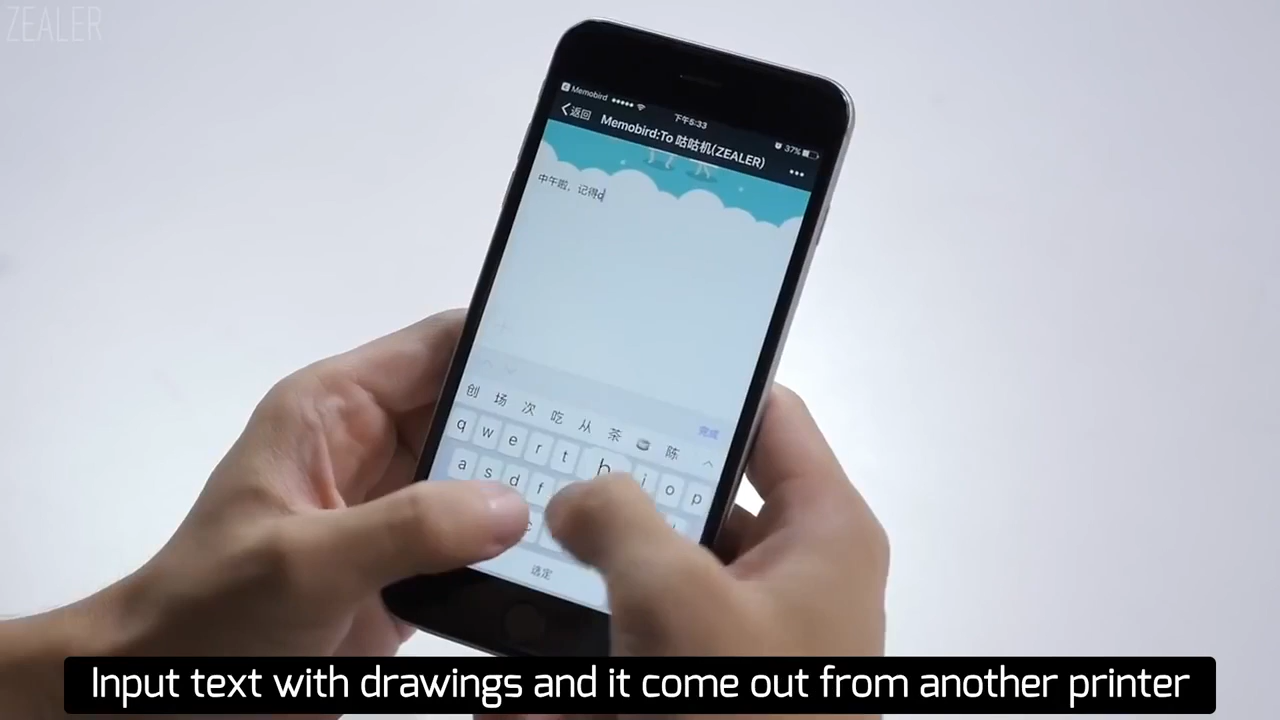 ZEALER
Memobird
下午5:33
37%
返回
Memobird:To 咕咕机(ZEALER)
中午啦，记得c
完成
创 场 次 吃 从 茶 陈
q w e r t h i o p
a s d f
c
选定
Input text with drawings and it come out from another printer